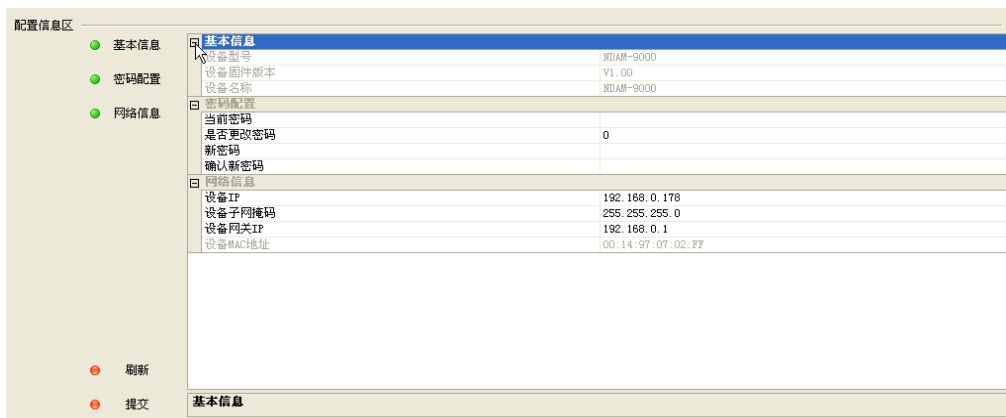 配置信息区
基本信息
密码配置
网络信息
基本信息
设备型号 NDAM-9000
设备固件版本 V1.00
设备名称 NDAM-9000
密码配置
当前密码
是否更改密码 0
新密码
确认新密码
网络信息
设备IP 192.168.0.178
设备子网掩码 255.255.255.0
设备网关IP 192.168.0.1
设备MAC地址 00:14:97:07:02:FF
刷新
提交
基本信息